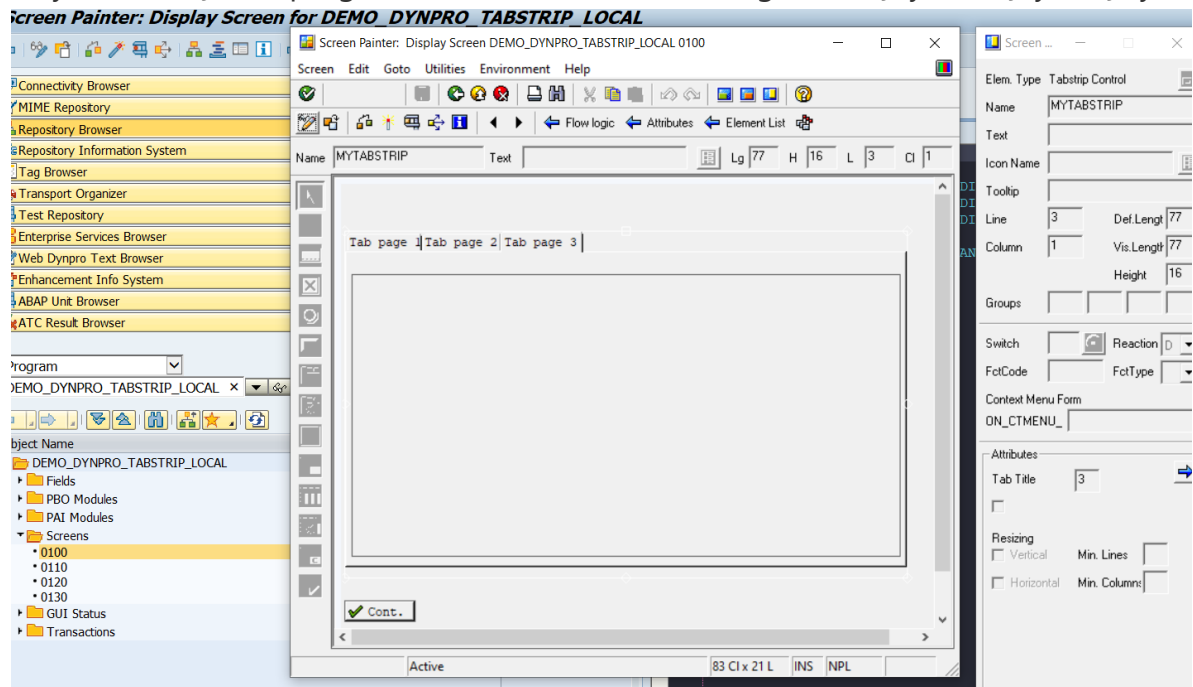 Screen Painter: Display Screen for DEMO_DYNPRO_TABSTRIP_LOCAL
Connectivity Browser
MIME Repository
Repository Browser
Repository Information System
Tag Browser
Transport Organizer
Test Repository
Enterprise Services Browser
Web Dynpro Text Browser
Enhancement Info System
ABAP Unit Browser
ATC Result Browser
Program
DEMO_DYNPRO_TABSTRIP_LOCAL
bject Name
DEMO_DYNPRO_TABSTRIP_LOCAL
Fields
PBO Modules
PAI Modules
Screens
0100
0110
0120
0130
GUI Status
Transactions
Screen Painter: Display Screen DEMO_DYNPRO_TABSTRIP_LOCAL 0100
Screen Edit Goto Utilities Environment Help
Flow logic Attributes Element List
Name MYTABSTRIP Text Lg 77 H 16 L 3 Cl 1
Tab page 1 Tab page 2 Tab page 3
Cont.
Active 83 Cl x 21 L INS NPL
DI
DI
DI
AN
Screen ...
Elem. Type Tabstrip Control
Name MYTABSTRIP
Text
Icon Name
Tooltip
Line 3 Def.Lengt 77
Column 1 Vis.Length 77
Height 16
Groups
Switch Reaction D
FctCode FctType
Context Menu Form
ON_CTMENU_
Attributes
Tab Title 3
Resizing
Vertical Min. Lines
Horizontal Min. Columns